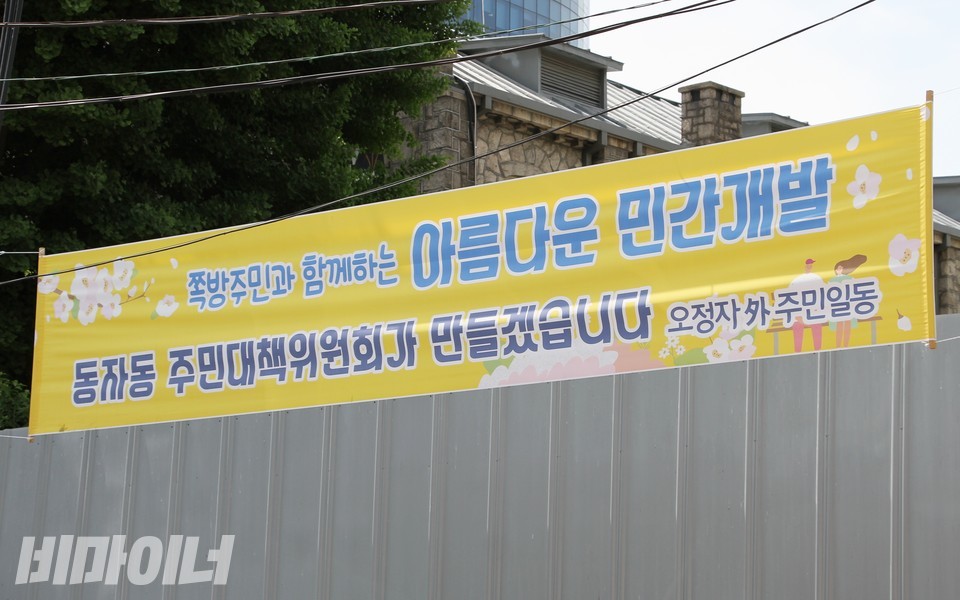 쪽방주민과 함께하는 아름다운 민간개발
동자동 주민대책위원회가 만들겠습니다 오정자 外 주민일동
비마이너